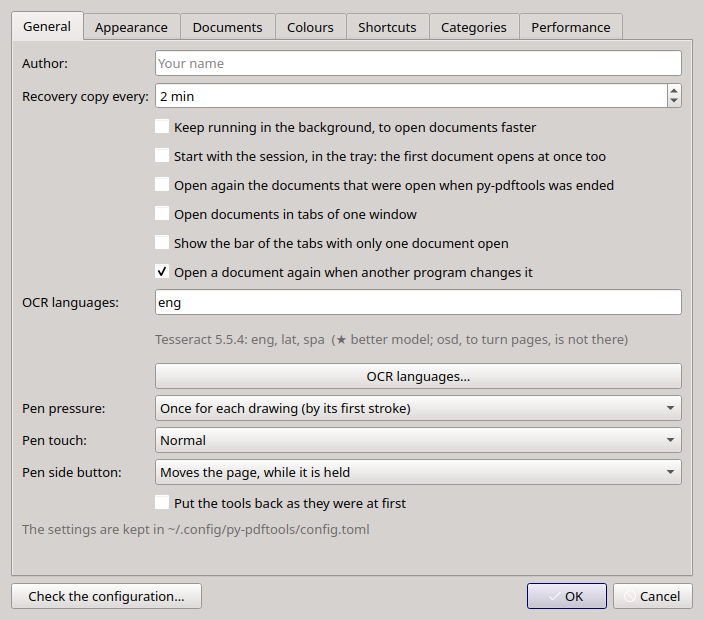 General Appearance Documents Colours Shortcuts Categories Performance
Author: Your name
Recovery copy every: 2 min
Keep running in the background, to open documents faster
Start with the session, in the tray: the first document opens at once too
Open again the documents that were open when py-pdftools was ended
Open documents in tabs of one window
Show the bar of the tabs with only one document open
Open a document again when another program changes it
OCR languages: eng
Tesseract 5.5.4: eng, lat, spa (★ better model; osd, to turn pages, is not there)
OCR languages...
Pen pressure: Once for each drawing (by its first stroke)
Pen touch: Normal
Pen side button: Moves the page, while it is held
Put the tools back as they were at first
The settings are kept in ~/.config/py-pdftools/config.toml
Check the configuration... OK Cancel